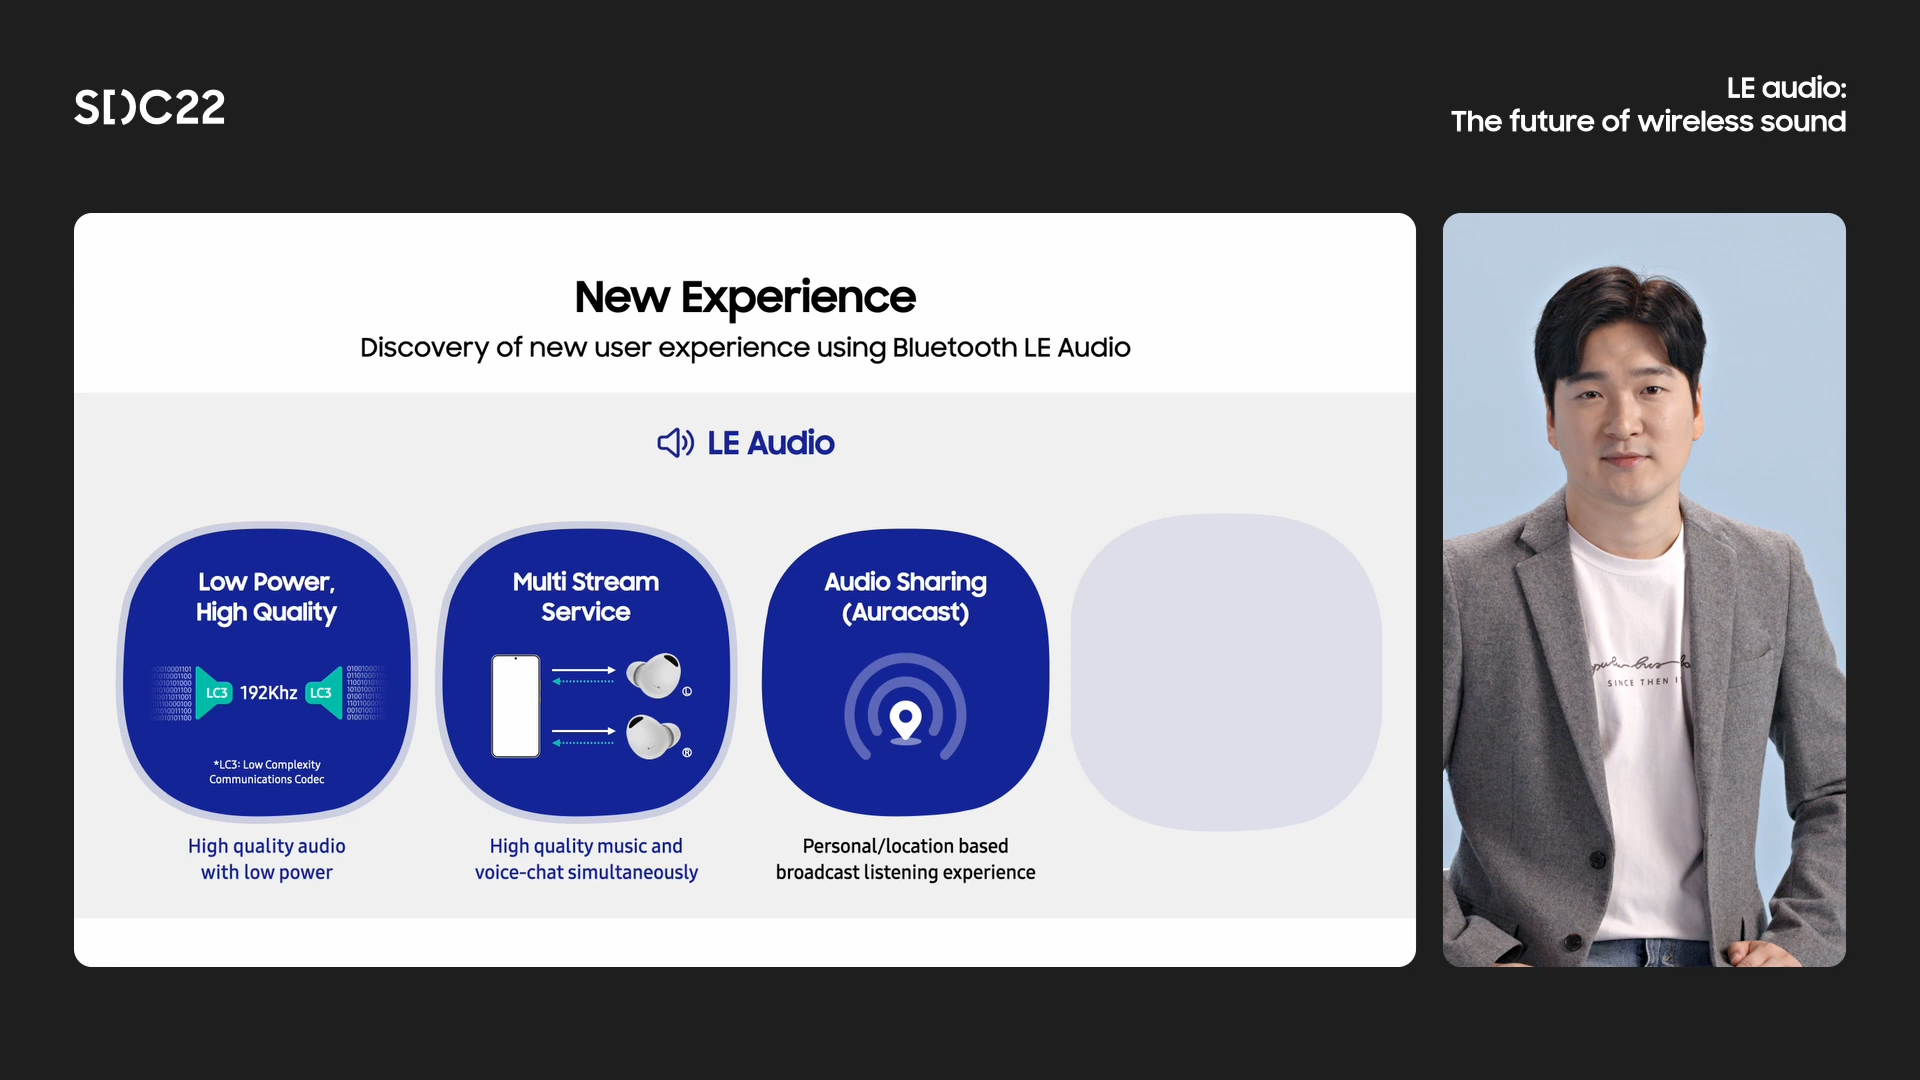 SDC22
LE audio:
The future of wireless sound
New Experience
Discovery of new user experience using Bluetooth LE Audio
LE Audio
Low Power,
High Quality
LC3 192Khz LC3
*LC3: Low Complexity
Communications Codec
High quality audio
with low power
Multi Stream
Service
L
R
High quality music and
voice-chat simultaneously
Audio Sharing
(Auracast)
Personal/location based
broadcast listening experience
SINCE THEN